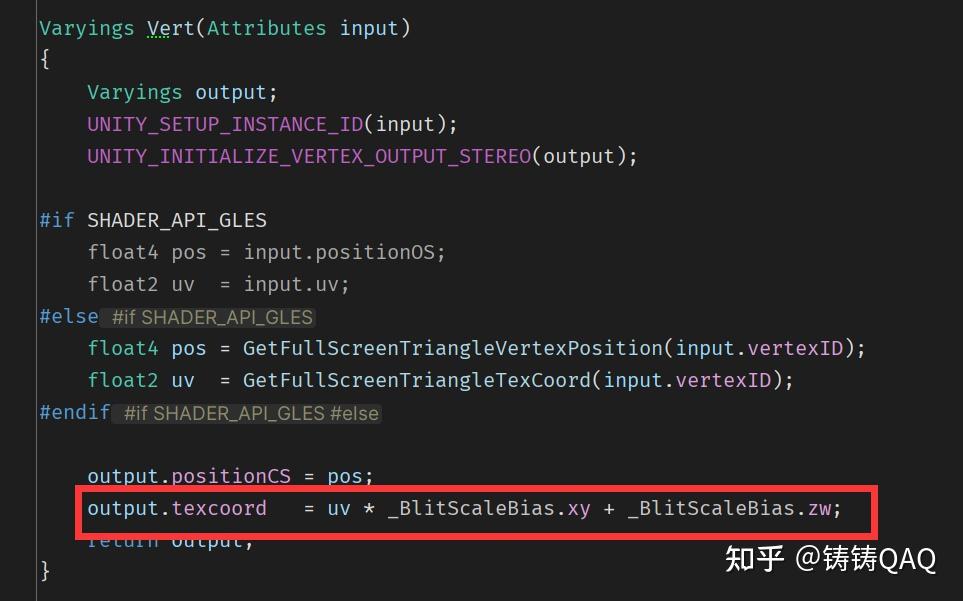 Varyings Vert(Attributes input)
{
Varyings output;
UNITY_SETUP_INSTANCE_ID(input);
UNITY_INITIALIZE_VERTEX_OUTPUT_STEREO(output);
#if SHADER_API_GLES
float4 pos = input.positionOS;
float2 uv  = input.uv;
#else #if SHADER_API_GLES
float4 pos = GetFullScreenTriangleVertexPosition(input.vertexID);
float2 uv  = GetFullScreenTriangleTexCoord(input.vertexID);
#endif #if SHADER_API_GLES #else
output.positionCS = pos;
output.texcoord   = uv * _BlitScaleBias.xy + _BlitScaleBias.zw;
return output;
}
知乎 @铸铸QAQ